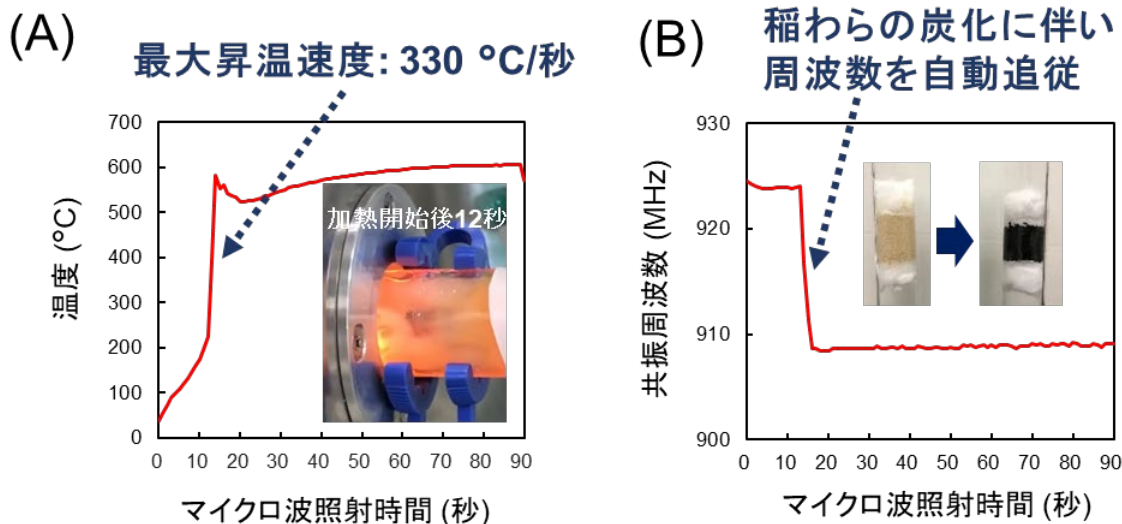 (A)
最大昇温速度: 330 °C/秒
700
600
500
400
300
200
100
0
温度 (°C)
加熱開始後12秒
0 10 20 30 40 50 60 70 80 90
マイクロ波照射時間 (秒)
(B)
稲わらの炭化に伴い
周波数を自動追従
930
920
910
900
共振周波数 (MHz)
0 10 20 30 40 50 60 70 80 90
マイクロ波照射時間 (秒)